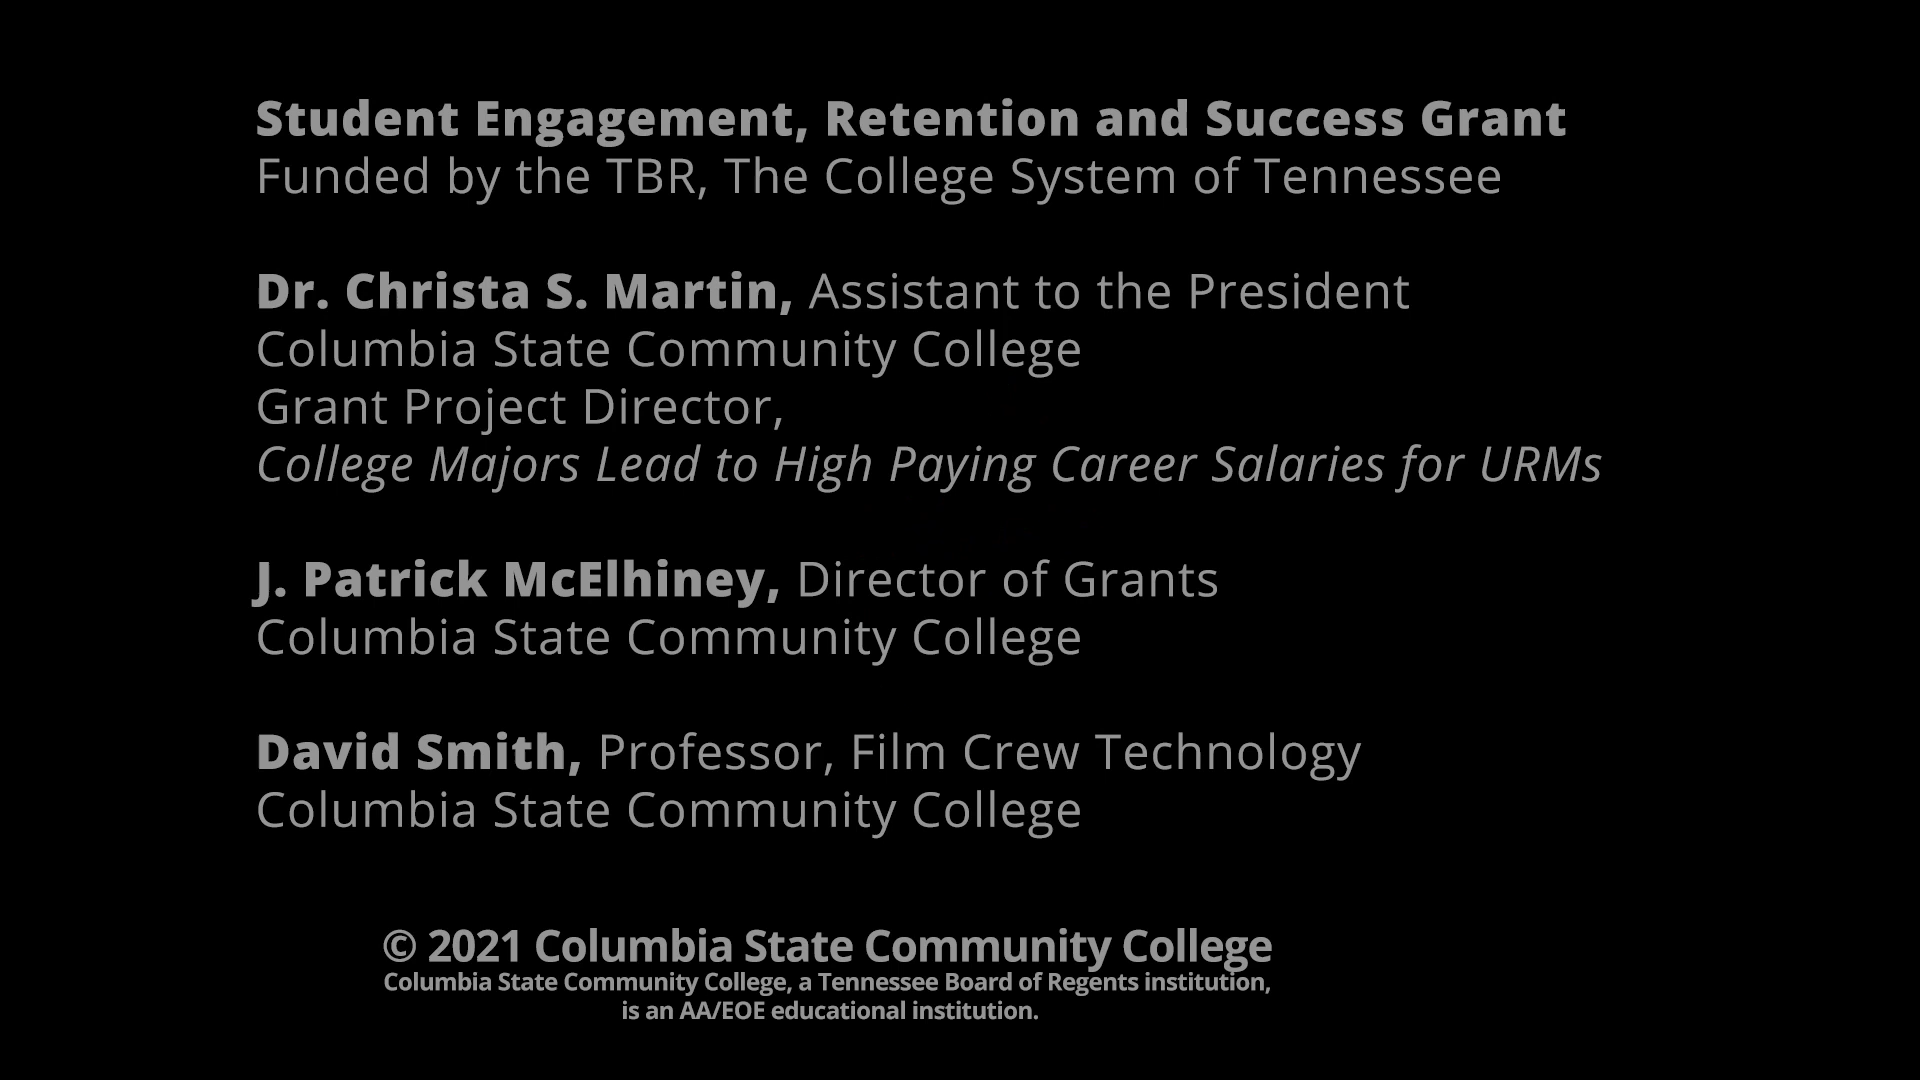 Student Engagement, Retention and Success Grant
Funded by the TBR, The College System of Tennessee
Dr. Christa S. Martin, Assistant to the President
Columbia State Community College
Grant Project Director,
College Majors Lead to High Paying Career Salaries for URMs
J. Patrick McElhiney, Director of Grants
Columbia State Community College
David Smith, Professor, Film Crew Technology
Columbia State Community College
© 2021 Columbia State Community College
Columbia State Community College, a Tennessee Board of Regents institution,
is an AA/EOE educational institution.